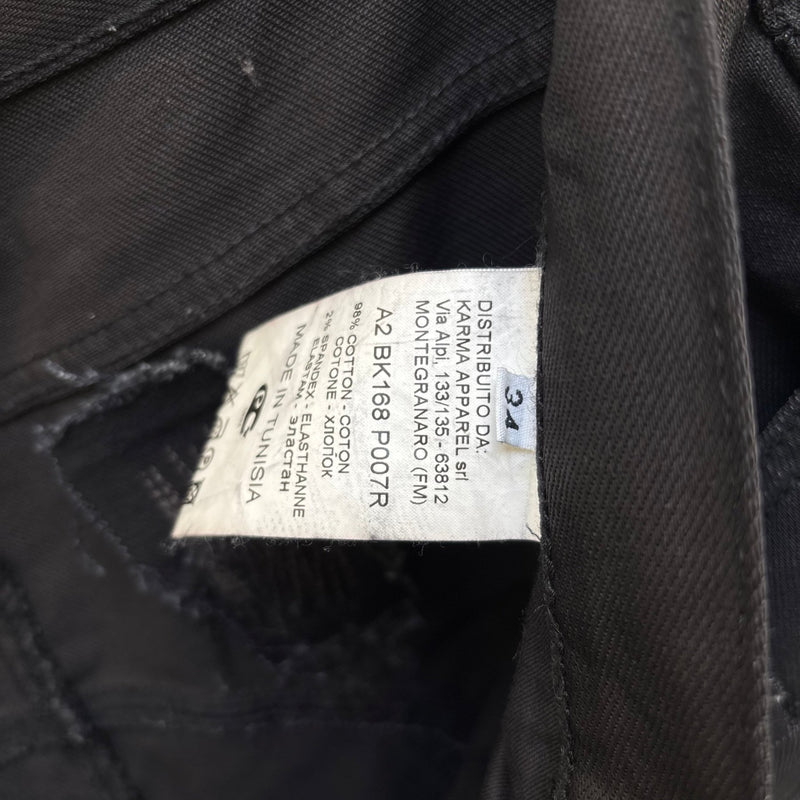 34
DISTRIBUITO DA:
KARMA APPAREL srl
Via Alpi, 133/135 - 63812
MONTEGRANARO (FM)
A2 BK168 P007R
98% COTTON - COTON
COTONE - ХЛОПОК
2% SPANDEX - ELASTHANNE
ELASTAM - эластан
MADE IN TUNISIA